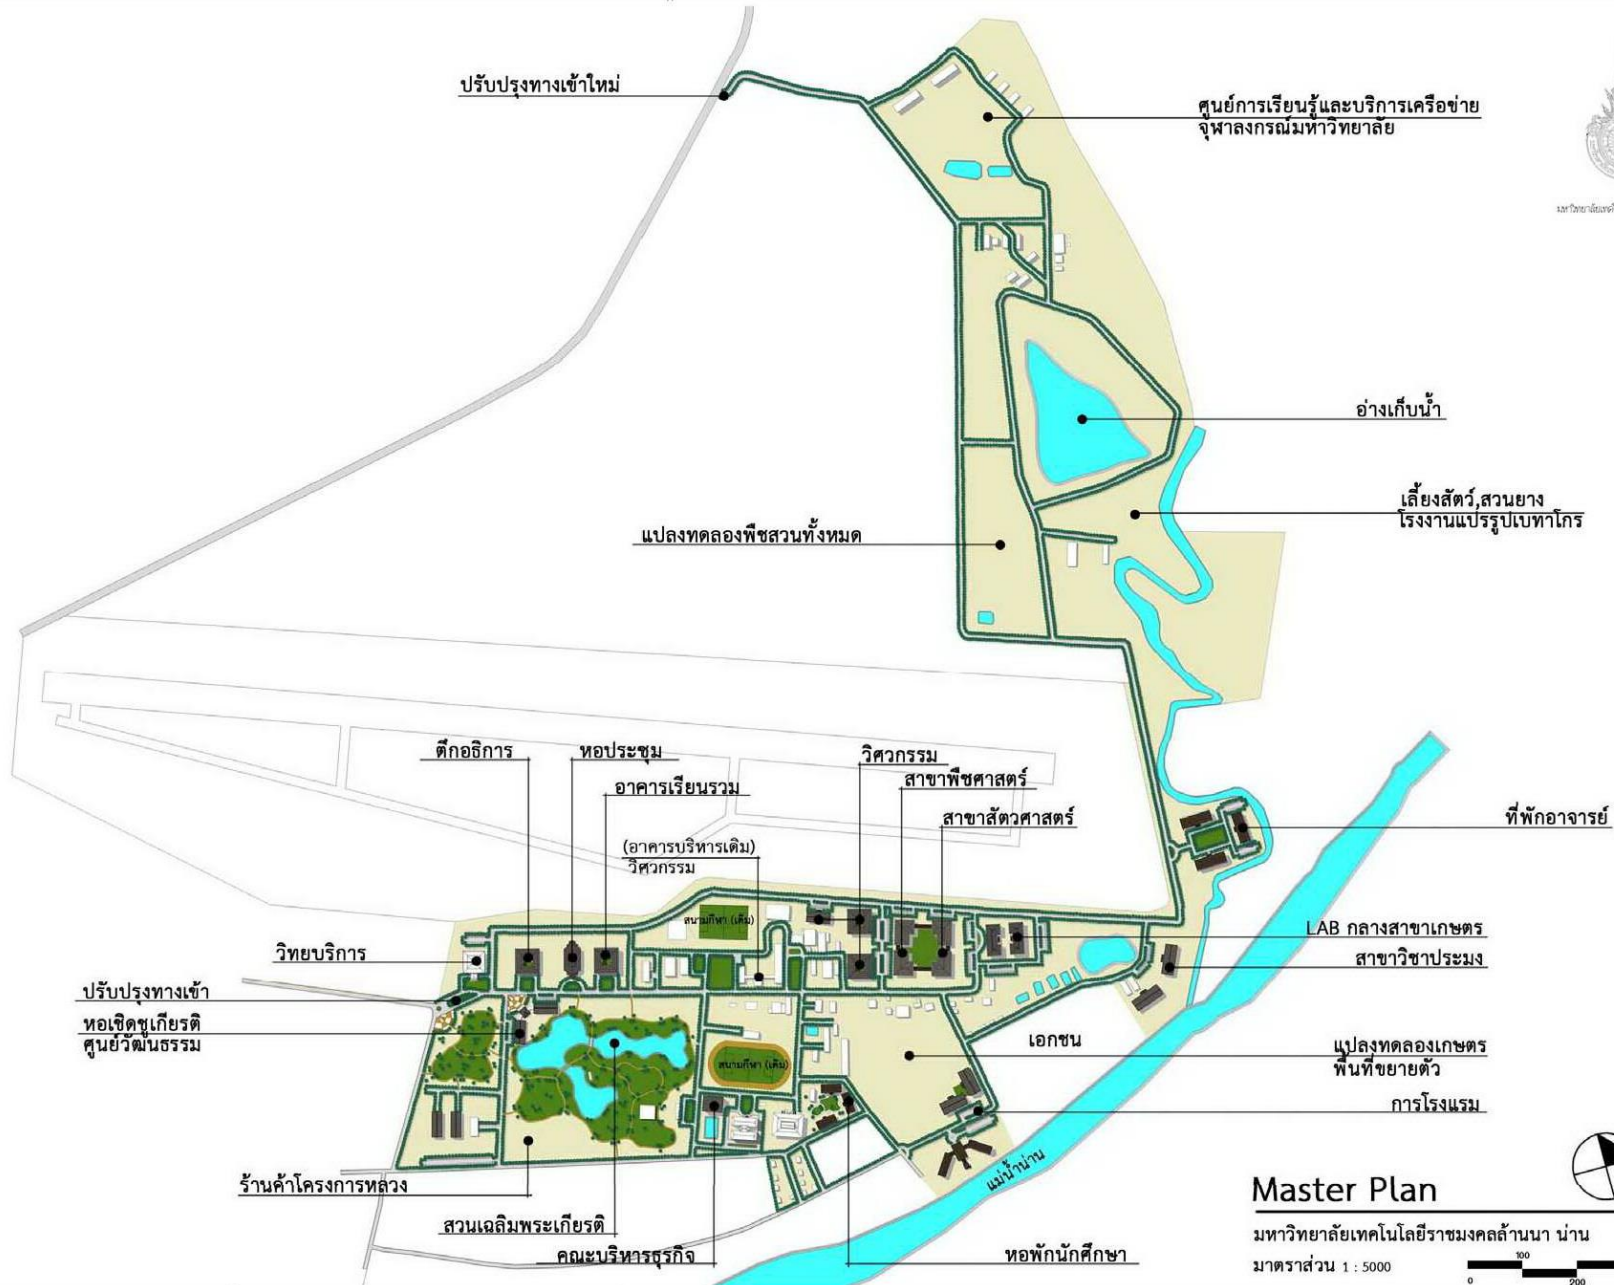 ปรับปรุงทางเข้าใหม่
ศูนย์การเรียนรู้และบริการเครือข่าย
จุฬาลงกรณ์มหาวิทยาลัย
อ่างเก็บน้ำ
เลี้ยงสัตว์,สวนยาง
โรงงานแปรรูปเบทาโกร
แปลงทดลองพืชสวนทั้งหมด
ตึกอธิการ
หอประชุม
วิศวกรรม
อาคารเรียนรวม
สาขาพืชศาสตร์
สาขาสัตวศาสตร์
ที่พักอาจารย์
(อาคารบริหารเดิม)
วิศวกรรม
สนามกีฬา (เดิม)
LAB กลางสาขาเกษตร
วิทยบริการ
สาขาวิชาประมง
ปรับปรุงทางเข้า
หอเชิดชูเกียรติ
ศูนย์วัฒนธรรม
เอกชน
แปลงทดลองเกษตร
พื้นที่ขยายตัว
สนามกีฬา (เดิม)
การโรงแรม
แม่น้ำน่าน
ร้านค้าโครงการหลวง
สวนเฉลิมพระเกียรติ
คณะบริหารธุรกิจ
หอพักนักศึกษา
Master Plan
มหาวิทยาลัยเทคโนโลยีราชมงคลล้านนา น่าน
มาตราส่วน 1 : 5000
100
0
200